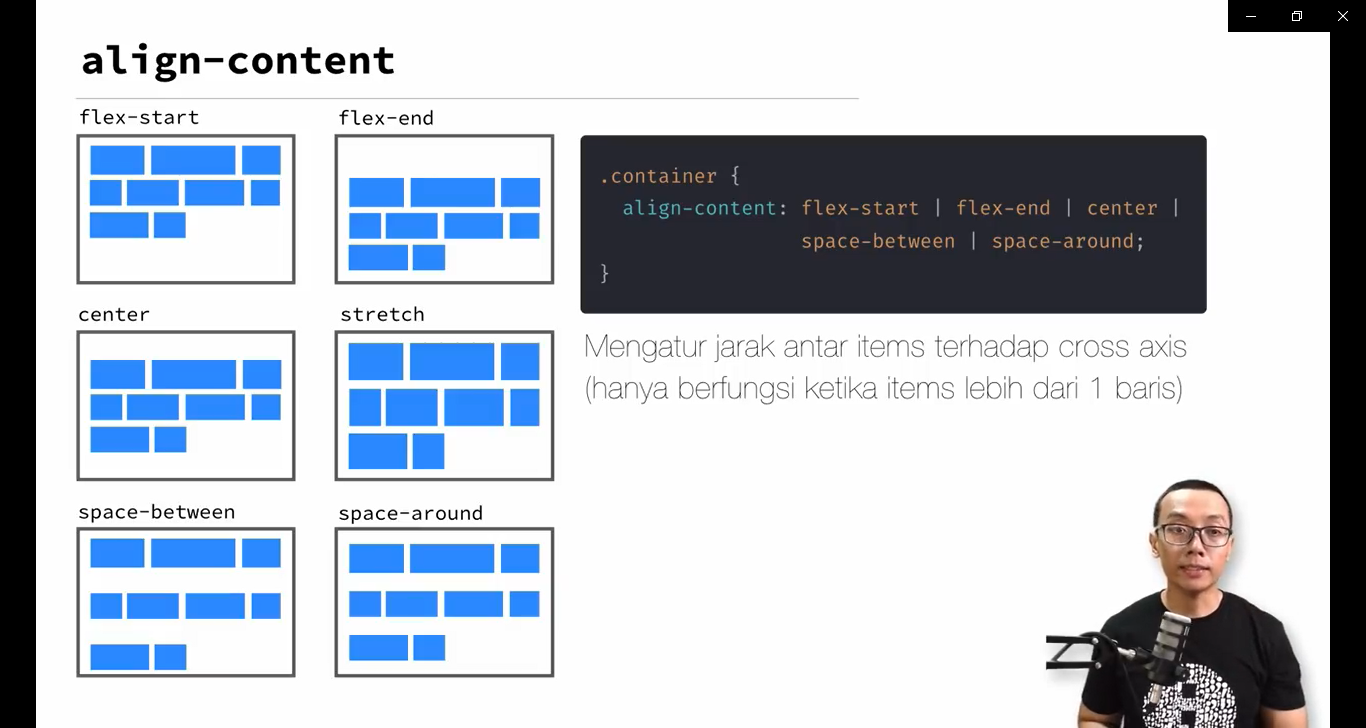 align-content
flex-start
flex-end
center
stretch
space-between
space-around
.container {
align-content: flex-start | flex-end | center |
space-between | space-around;
}
Mengatur jarak antar items terhadap cross axis
(hanya berfungsi ketika items lebih dari 1 baris)